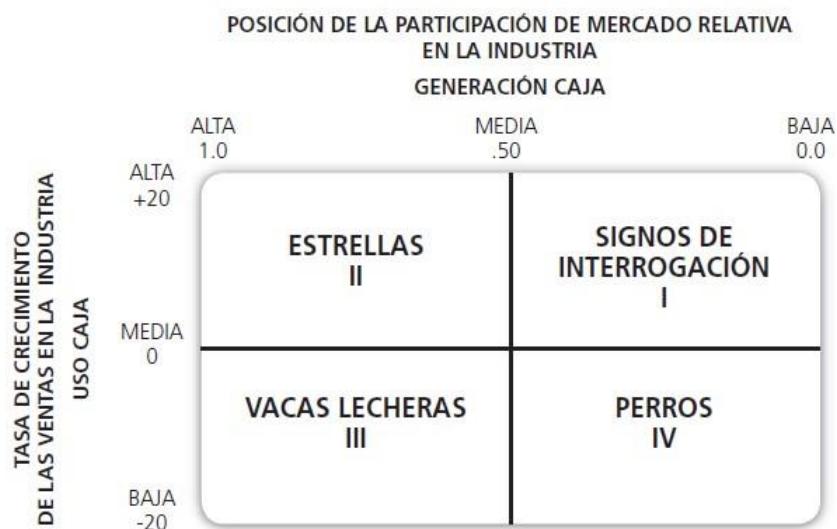 POSICIÓN DE LA PARTICIPACIÓN DE MERCADO RELATIVA
EN LA INDUSTRIA
GENERACIÓN CAJA
ALTA
1.0
MEDIA
.50
BAJA
0.0
TASA DE CRECIMIENTO
DE LAS VENTAS EN LA INDUSTRIA
USO CAJA
ALTA
+20
MEDIA
0
BAJA
-20
ESTRELLAS
II
SIGNOS DE
INTERROGACIÓN
I
VACAS LECHERAS
III
PERROS
IV